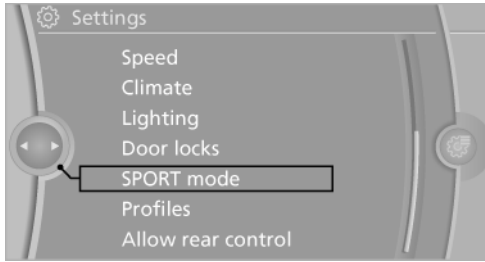 Settings
Speed
Climate
Lighting
Door locks
SPORT mode
Profiles
Allow rear control